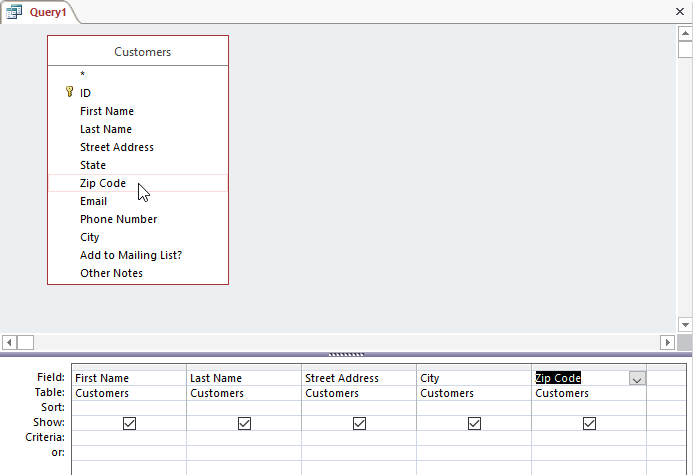 Query1
Customers
*
ID
First Name
Last Name
Street Address
State
Zip Code
Email
Phone Number
City
Add to Mailing List?
Other Notes
Field: First Name Last Name Street Address City Zip Code
Table: Customers Customers Customers Customers Customers
Sort:
Show:
Criteria:
or: